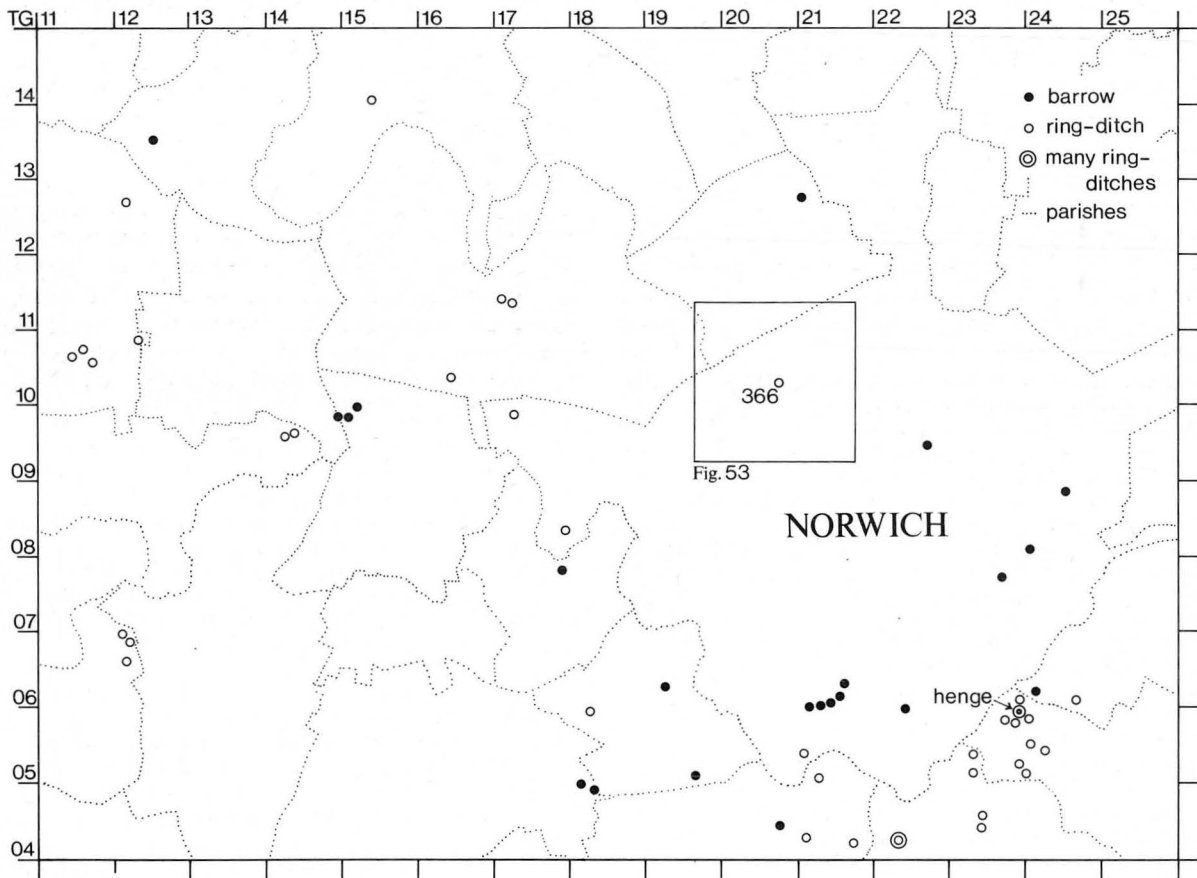 TG 11 12 13 14 15 16 17 18 19 20 21 22 23 24 25
14
13
12
11
10
09
08
07
06
05
04
barrow
ring-ditch
many ring-
ditches
parishes
366
Fig. 53
NORWICH
henge